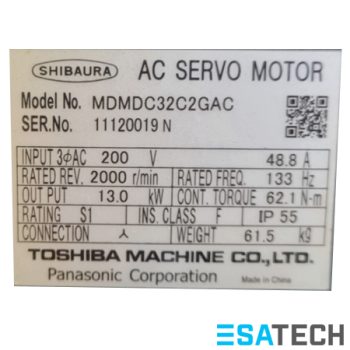 SHIBAURA AC SERVO MOTOR
Model No. MDMDC32C2GAC
SER.No. 11120019 N
INPUT 3ϕAC 200 V 48.8 A
RATED REV. 2000 r/min RATED FREQ. 133 Hz
OUT PUT 13.0 kW CONT. TORQUE 62.1 N-m
RATING S1 INS. CLASS F IP 55
CONNECTION 人 WEIGHT 61.5 kg
TOSHIBA MACHINE CO.,LTD.
Panasonic Corporation Made in China
ESATECH